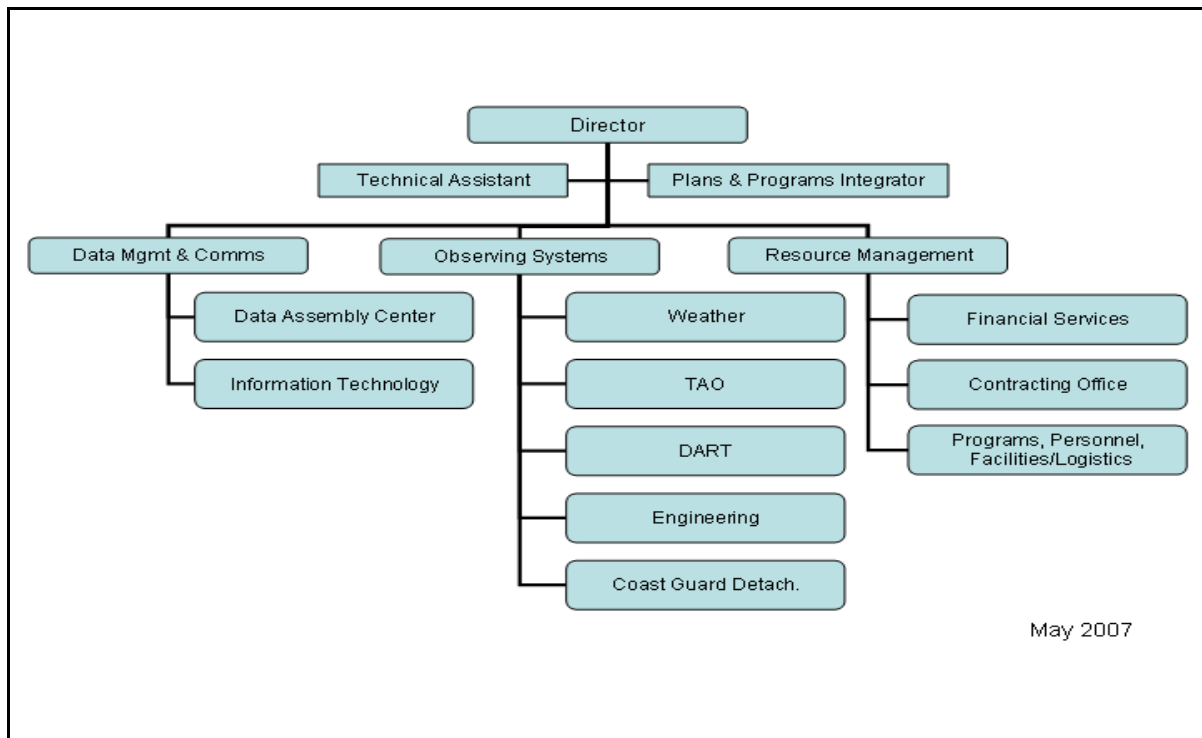 Director
Technical Assistant
Plans & Programs Integrator
Data Mgmt & Comms
Observing Systems
Resource Management
Data Assembly Center
Information Technology
Weather
TAO
DART
Engineering
Coast Guard Detach.
Financial Services
Contracting Office
Programs, Personnel,
Facilities/Logistics
May 2007